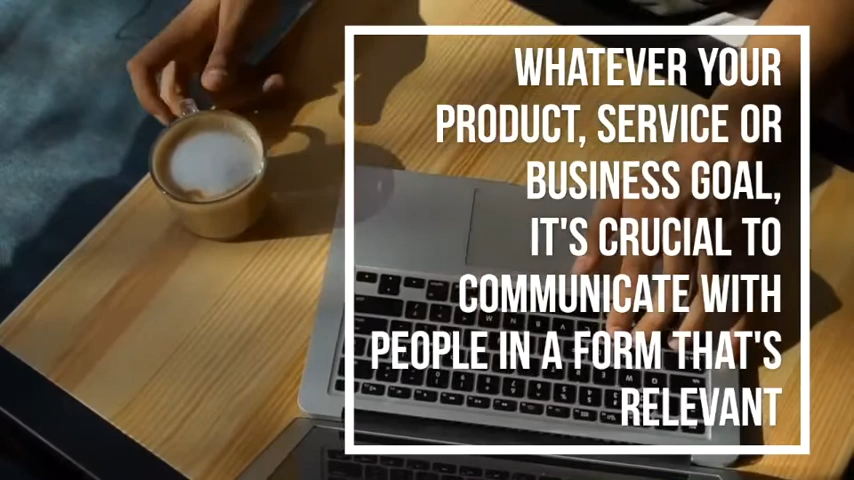 WHATEVER YOUR
PRODUCT, SERVICE OR
BUSINESS GOAL,
IT'S CRUCIAL TO
COMMUNICATE WITH
PEOPLE IN A FORM THAT'S
RELEVANT